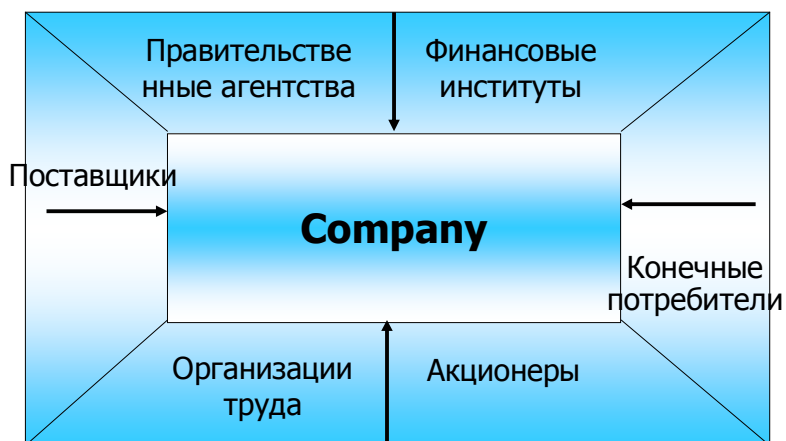 Правительстве
нные агентства
Финансовые
институты
Поставщики
Company
Конечные
потребители
Организации
труда
Акционеры